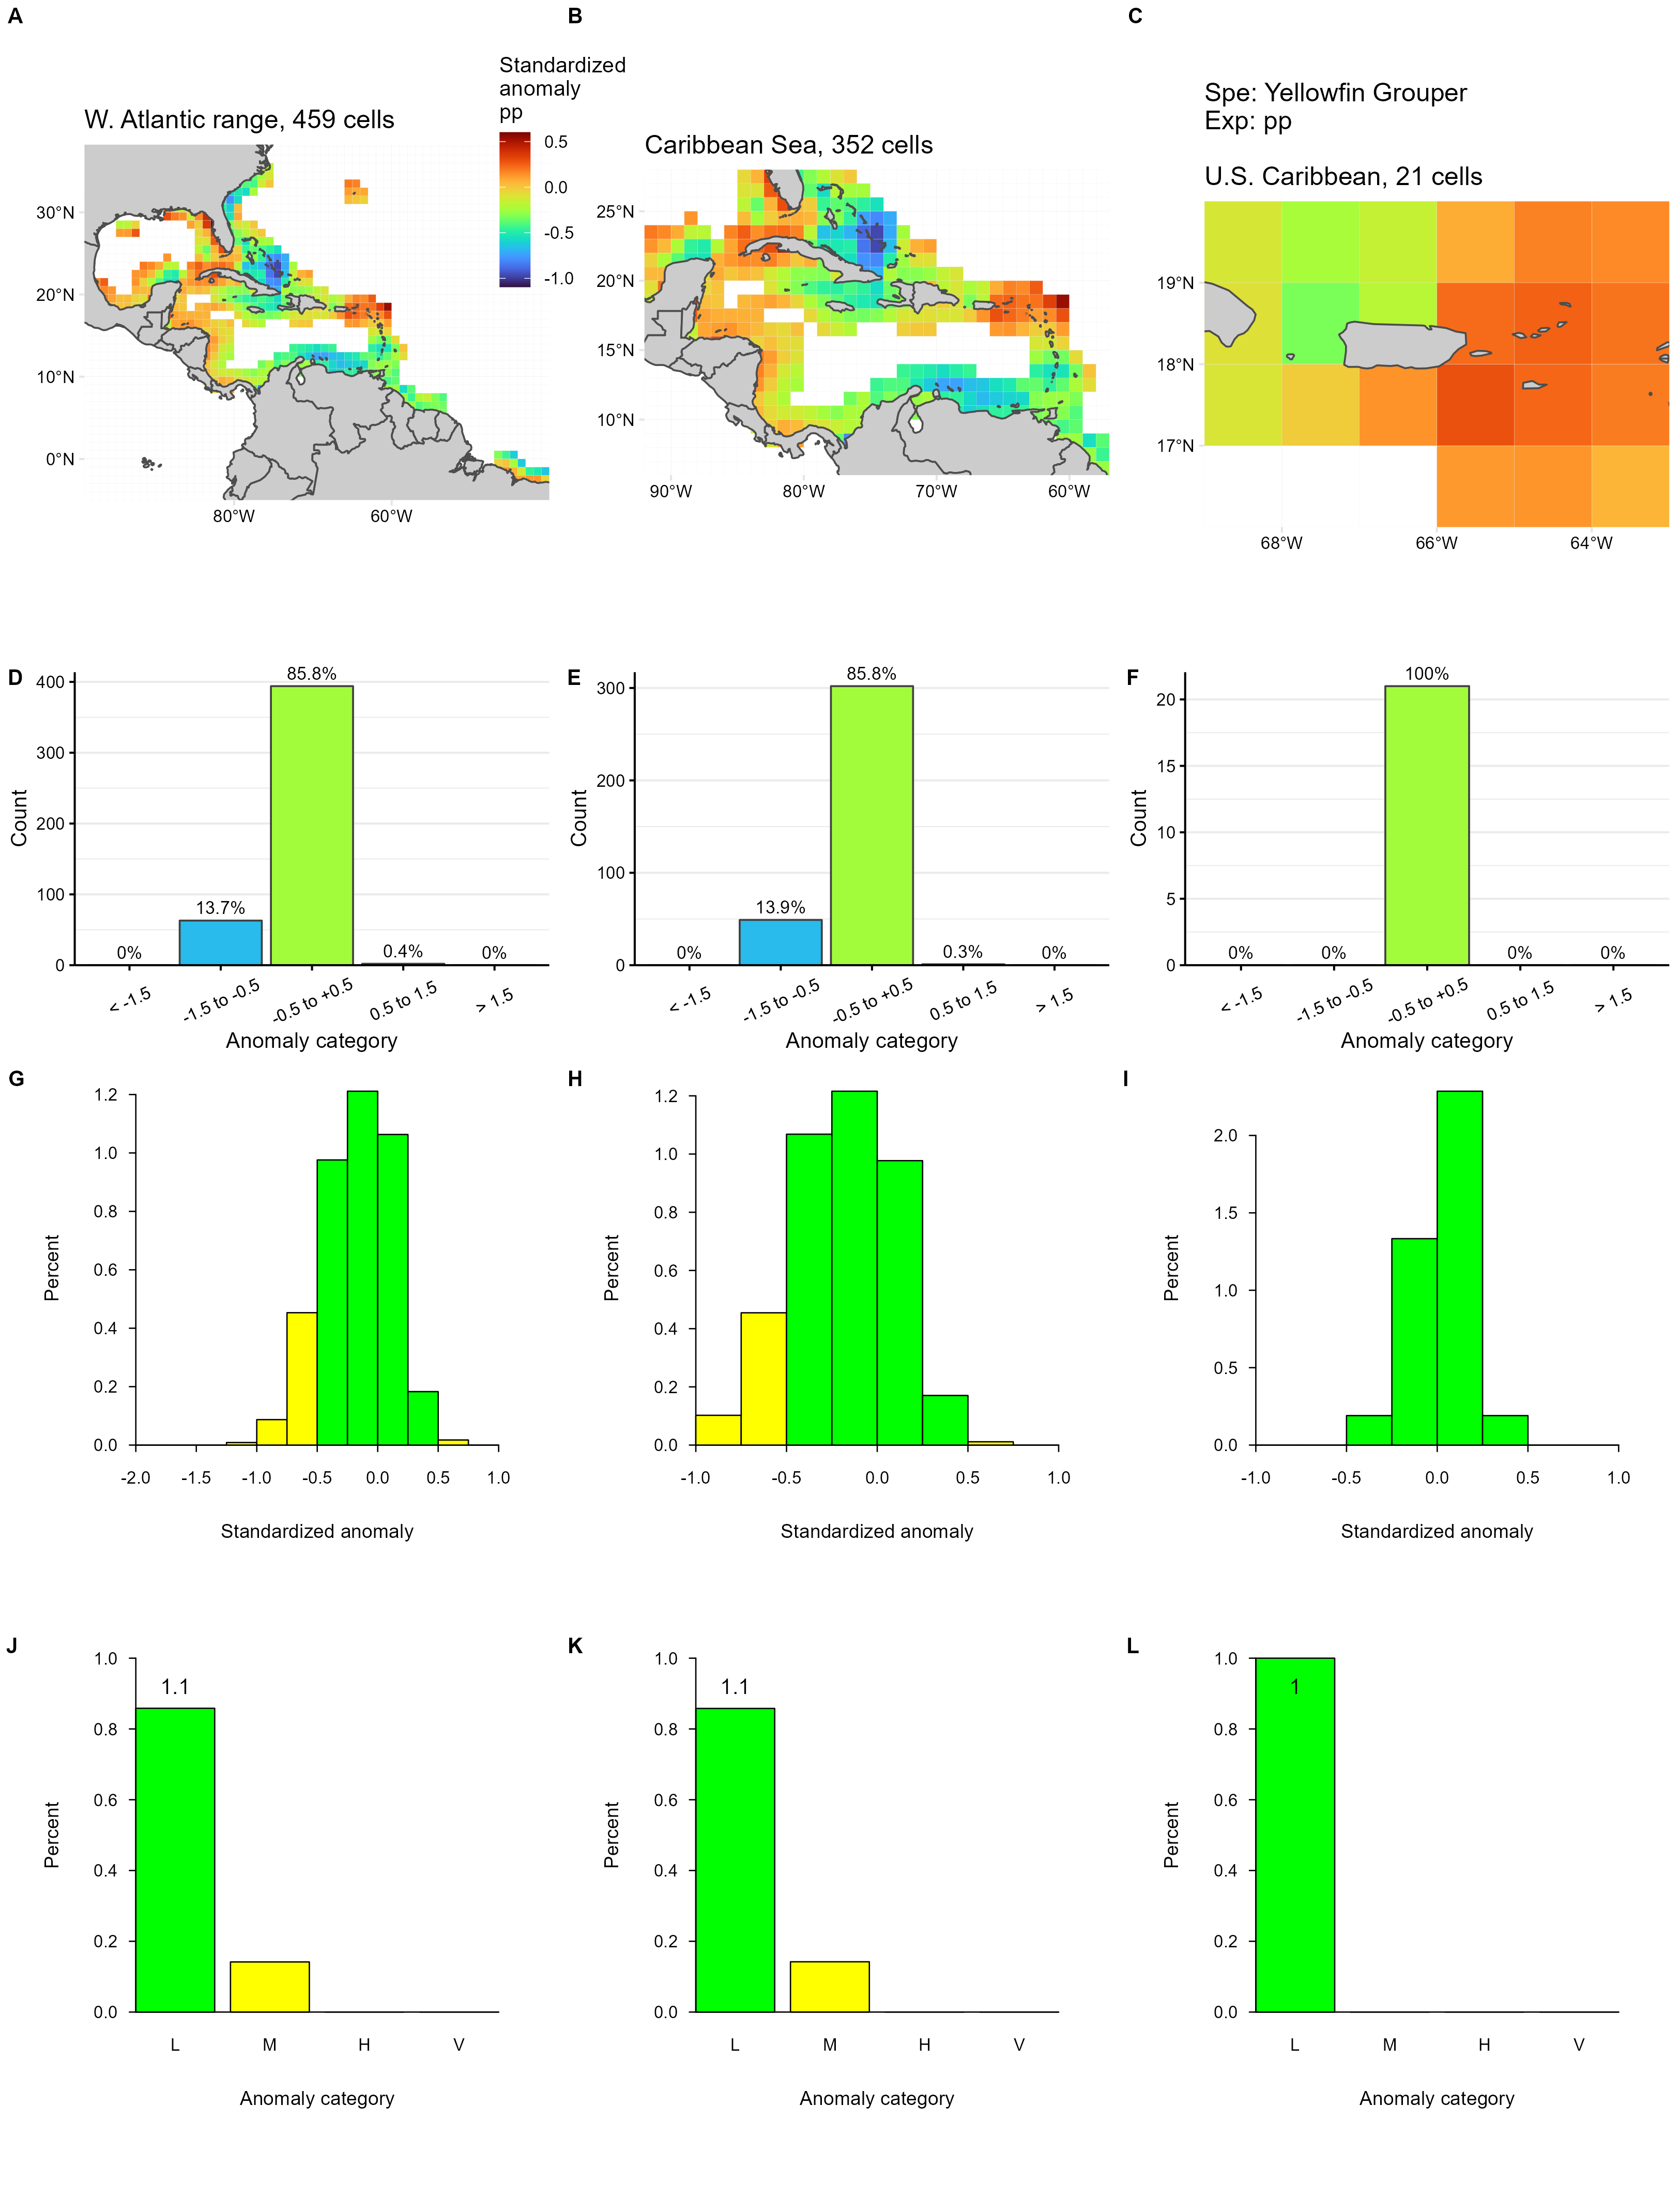 A
B
C
Standardized
anomaly
pp
0.5
0.0
-0.5
-1.0
W. Atlantic range, 459 cells
30°N
20°N
10°N
0°N
80°W
60°W
Caribbean Sea, 352 cells
25°N
20°N
15°N
10°N
90°W
80°W
70°W
60°W
Spe: Yellowfin Grouper
Exp: pp
U.S. Caribbean, 21 cells
19°N
18°N
17°N
68°W
66°W
64°W
D
Count
400
300
200
100
0
0%
13.7%
85.8%
0.4%
0%
< -1.5
-1.5 to -0.5
-0.5 to +0.5
0.5 to 1.5
> 1.5
Anomaly category
E
Count
300
200
100
0
0%
13.9%
85.8%
0.3%
0%
< -1.5
-1.5 to -0.5
-0.5 to +0.5
0.5 to 1.5
> 1.5
Anomaly category
F
Count
20
15
10
5
0
0%
0%
100%
0%
0%
< -1.5
-1.5 to -0.5
-0.5 to +0.5
0.5 to 1.5
> 1.5
Anomaly category
G
Percent
1.2
1.0
0.8
0.6
0.4
0.2
0.0
-2.0
-1.5
-1.0
-0.5
0.0
0.5
1.0
Standardized anomaly
H
Percent
1.2
1.0
0.8
0.6
0.4
0.2
0.0
-1.0
-0.5
0.0
0.5
1.0
Standardized anomaly
I
Percent
2.0
1.5
1.0
0.5
0.0
-1.0
-0.5
0.0
0.5
1.0
Standardized anomaly
J
Percent
1.0
0.8
0.6
0.4
0.2
0.0
1.1
L
M
H
V
Anomaly category
K
Percent
1.0
0.8
0.6
0.4
0.2
0.0
1.1
L
M
H
V
Anomaly category
L
Percent
1.0
0.8
0.6
0.4
0.2
0.0
1
L
M
H
V
Anomaly category